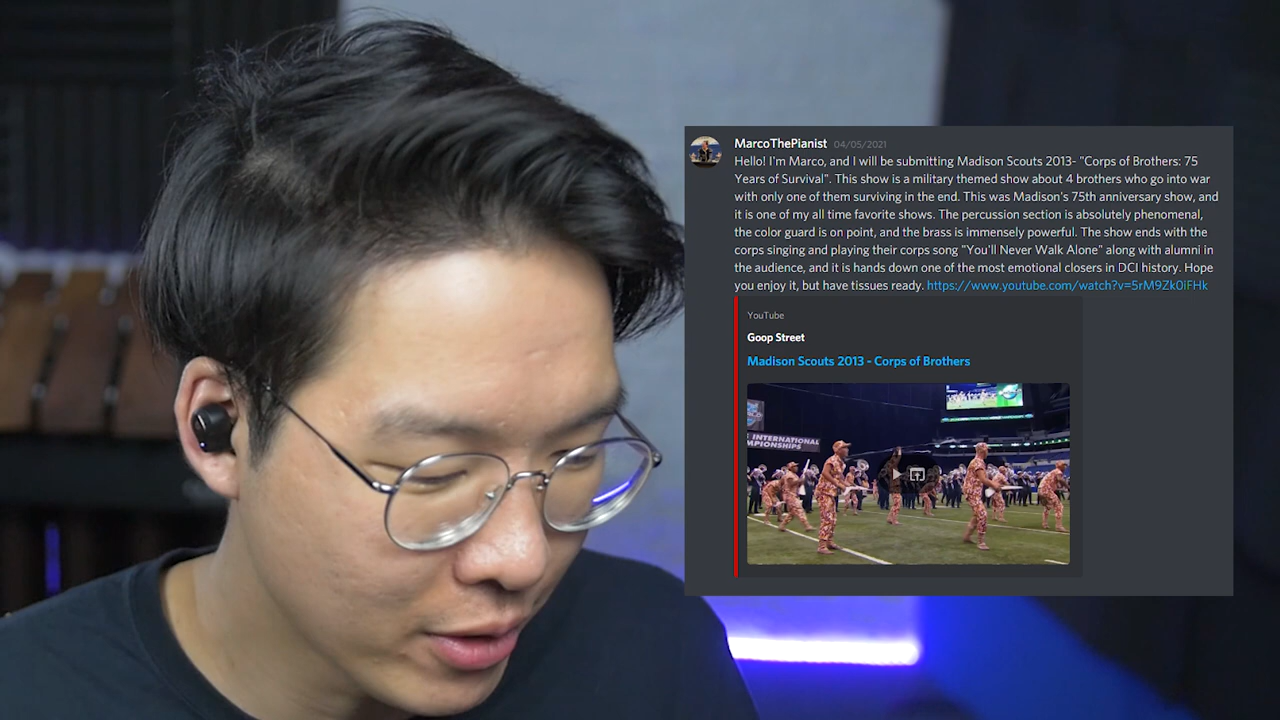 MarcoThePianist 04/05/2021
Hello! I'm Marco, and I will be submitting Madison Scouts 2013- "Corps of Brothers: 75
Years of Survival". This show is a military themed show about 4 brothers who go into war
with only one of them surviving in the end. This was Madison's 75th anniversary show, and
it is one of my all time favorite shows. The percussion section is absolutely phenomenal,
the color guard is on point, and the brass is immensely powerful. The show ends with the
corps singing and playing their corps song "You'll Never Walk Alone" along with alumni in
the audience, and it is hands down one of the most emotional closers in DCI history. Hope
you enjoy it, but have tissues ready. https://www.youtube.com/watch?v=5rM9Zk0iFHk
YouTube
Goop Street
Madison Scouts 2013 - Corps of Brothers
INTERNATIONAL
MPIONSHIPS